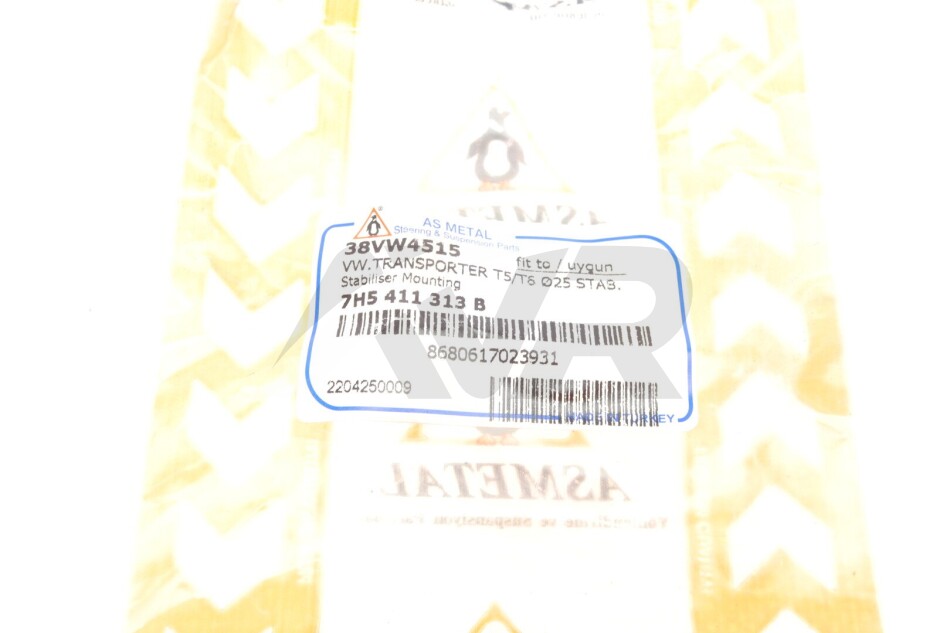 AS METAL
Steering & Suspension Parts
38VW4515
fit to / uygun
VW.TRANSPORTER T5/T6 Ø25 STAB.
Stabiliser Mounting
7H5 411 313 B
8680617023931
2204250009
MADE IN TURKEY
AVR
ASMETAL